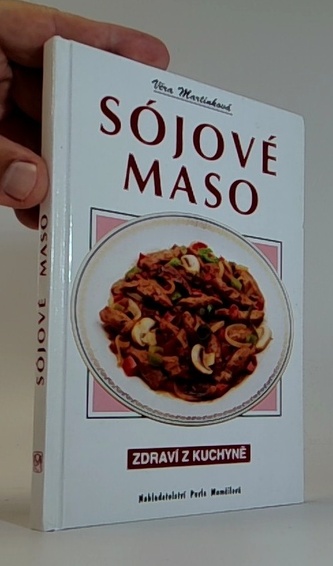 Věra Martinková
SÓJOVÉ
MASO
ZDRAVÍ Z KUCHYNĚ
Nakladatelství Pavla Momčilová
SÓJOVÉ MASO